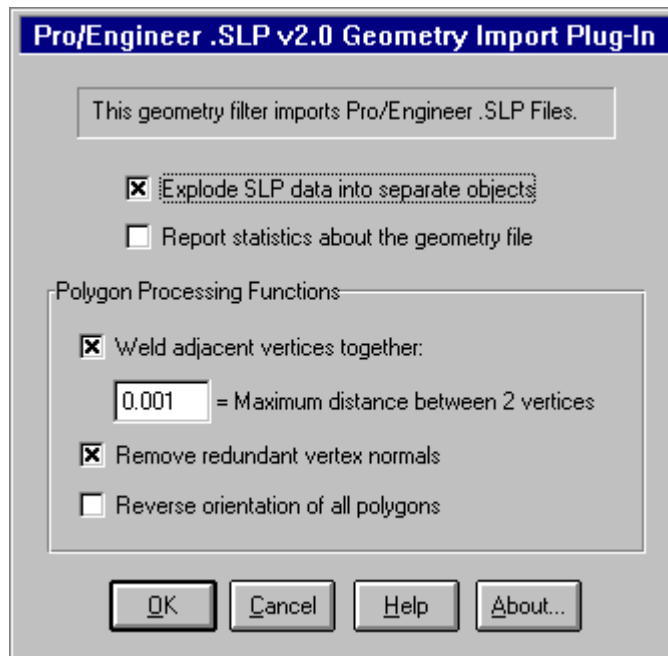 Pro/Engineer .SLP v2.0 Geometry Import Plug-In
This geometry filter imports Pro/Engineer .SLP Files.
Explode SLP data into separate objects
Report statistics about the geometry file
Polygon Processing Functions
Weld adjacent vertices together:
0.001 = Maximum distance between 2 vertices
Remove redundant vertex normals
Reverse orientation of all polygons
OK Cancel Help About...